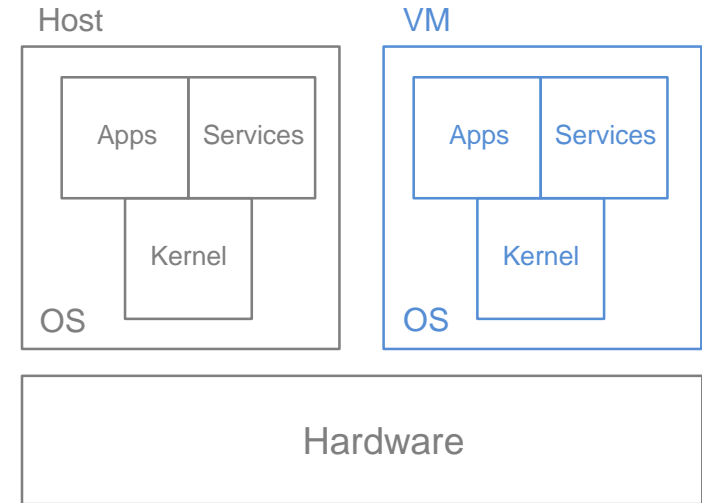 Host
Apps
Services
Kernel
OS
VM
Apps
Services
Kernel
OS
Hardware